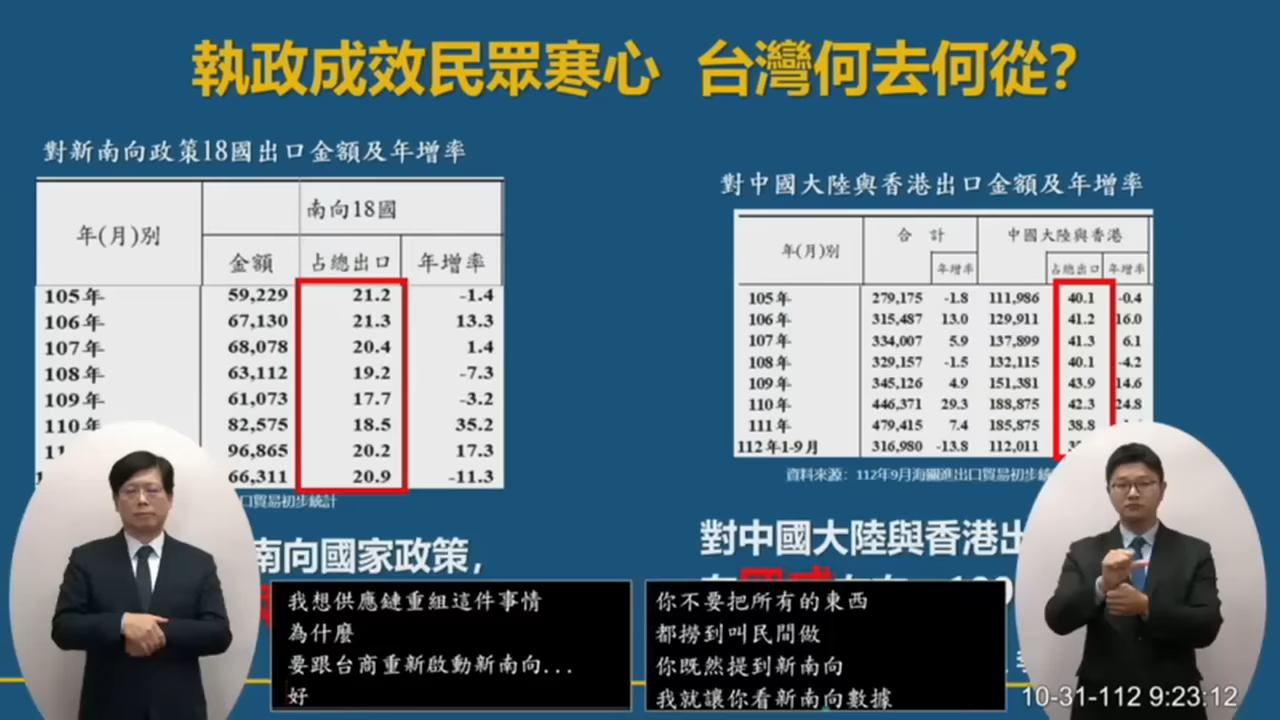 執政成效民眾寒心 台灣何去何從？
對新南向政策18國出口金額及年增率
年(月)別
南向18國
金額 占總出口 年增率
105年 59,229 21.2 -1.4
106年 67,130 21.3 13.3
107年 68,078 20.4 1.4
108年 63,112 19.2 -7.3
109年 61,073 17.7 -3.2
110年 82,575 18.5 35.2
11 96,865 20.2 17.3
66,311 20.9 -11.3
口貿易初步統計
南向國家政策,
對中國大陸與香港出口金額及年增率
年(月)別 合 計 中國大陸與香港
年增率 占總出口 年增率
105年 279,175 -1.8 111,986 40.1 -0.4
106年 315,487 13.0 129,911 41.2 16.0
107年 334,007 5.9 137,899 41.3 6.1
108年 329,157 -1.5 132,115 40.1 -4.2
109年 345,126 4.9 151,381 43.9 14.6
110年 446,371 29.3 188,875 42.3 24.8
111年 479,415 7.4 185,875 38.8
112年1-9月 316,980 -13.8 112,011
資料來源：112年9月海關進出口貿易初步統
對中國大陸與香港出
我想供應鏈重組這件事情
為什麼
要跟台商重新啟動新南向...
好
你不要把所有的東西
都撈到叫民間做
你既然提到新南向
我就讓你看新南向數據
10-31-112 9:23:12